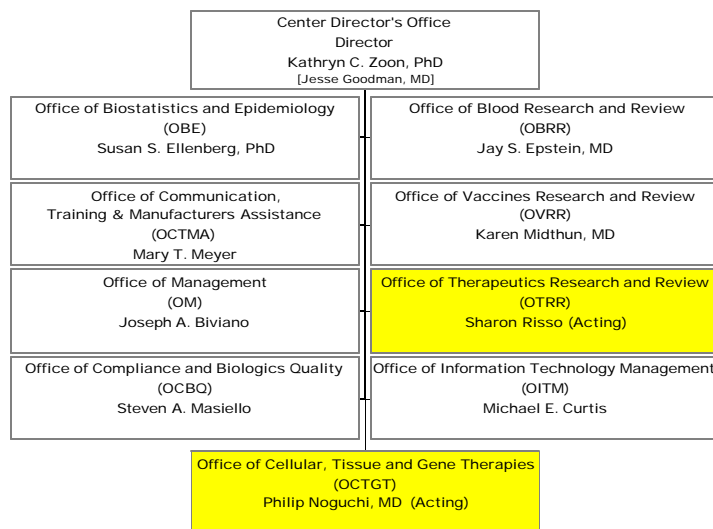 Center Director's Office
Director
Kathryn C. Zoon, PhD
[Jesse Goodman, MD]
Office of Biostatistics and Epidemiology
(OBE)
Susan S. Ellenberg, PhD
Office of Blood Research and Review
(OBRR)
Jay S. Epstein, MD
Office of Communication,
Training & Manufacturers Assistance
(OCTMA)
Mary T. Meyer
Office of Vaccines Research and Review
(OVRR)
Karen Midthun, MD
Office of Management
(OM)
Joseph A. Biviano
Office of Therapeutics Research and Review
(OTRR)
Sharon Risso (Acting)
Office of Compliance and Biologics Quality
(OCBQ)
Steven A. Masiello
Office of Information Technology Management
(OITM)
Michael E. Curtis
Office of Cellular, Tissue and Gene Therapies
(OCTGT)
Philip Noguchi, MD (Acting)